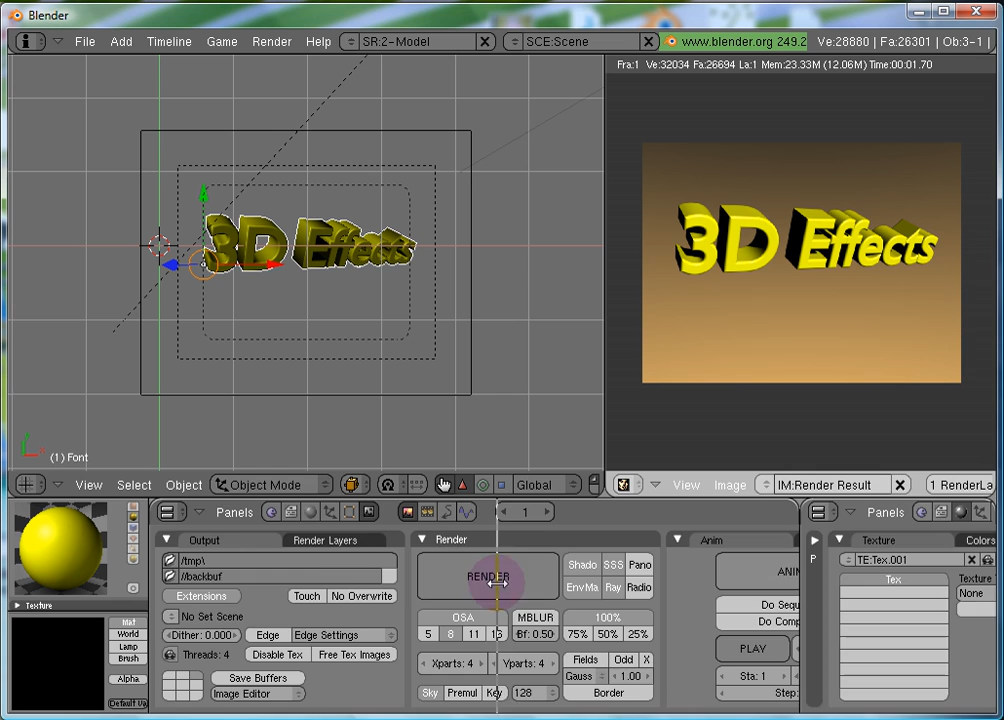 Blender
File Add Timeline Game Render Help SR:2-Model SCE:Scene www.blender.org 249.2 Ve:28880 | Fa:26301 | Ob:3-1 |
Fra:1 Ve:32034 Fa:26694 La:1 Mem:23.33M (12.06M) Time:00:01.70
3D Effects
3D Effects
(1) Font
View Select Object Object Mode Global
View Image IM:Render Result 1 RenderLa
Panels 1
Panels
Output Render Layers
Render
Anim
Texture Colors
/tmp\
//backbuf
Extensions Touch No Overwrite
No Set Scene
Dither: 0.000 Edge Edge Settings
Threads: 4 Disable Tex Free Tex Images
Save Buffers
Image Editor
RENDER
Shado SSS Pano
EnvMa Ray Radio
OSA MBLUR 100%
5 8 11 16 Bf: 0.50 75% 50% 25%
Xparts: 4 Yparts: 4 Fields Odd X
Gauss 1.00
Sky Premul Key 128 Border
ANIM
Do Sequ
Do Comp
PLAY
Sta: 1
Step:
P
TE:Tex.001 X
Tex Texture
None
Texture
Mat
World
Lamp
Brush
Alpha
Default Va